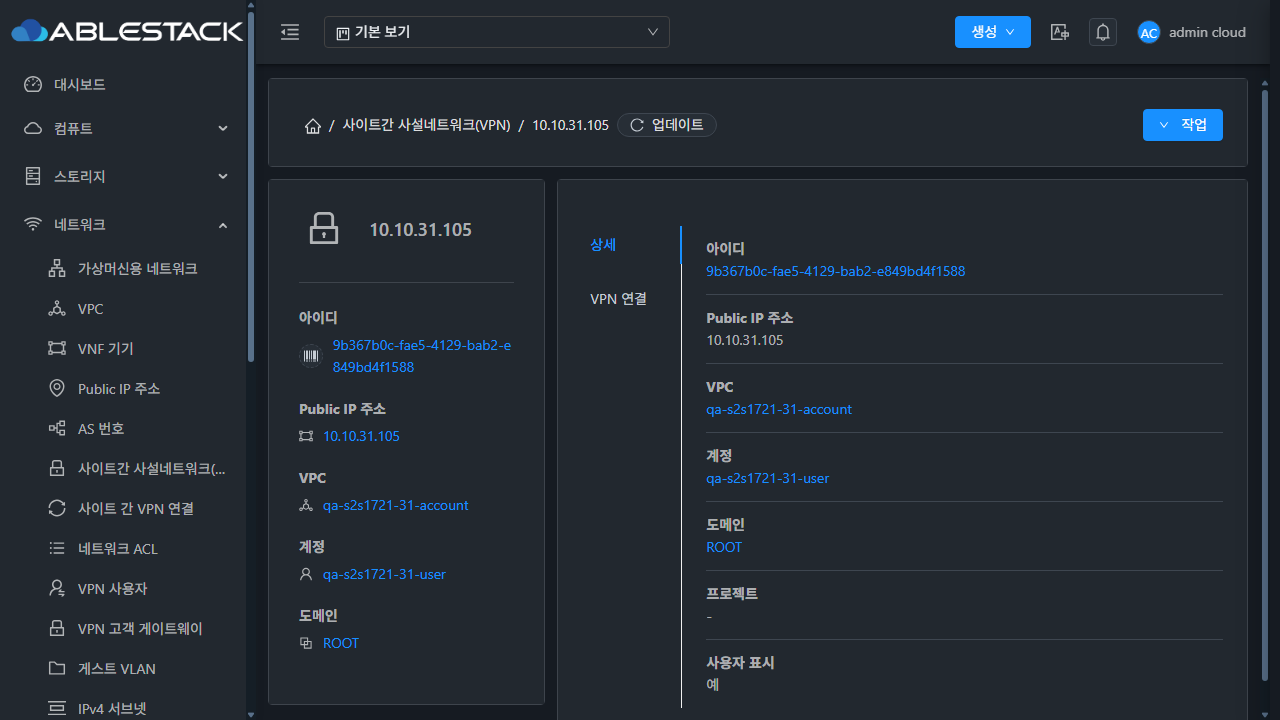 ABLESTACK
기본 보기
생성
AC
admin cloud
대시보드
컴퓨트
스토리지
네트워크
가상머신용 네트워크
VPC
VNF 기기
Public IP 주소
AS 번호
사이트간 사설네트워크(...
사이트 간 VPN 연결
네트워크 ACL
VPN 사용자
VPN 고객 게이트웨이
게스트 VLAN
IPv4 서브넷
/ 사이트간 사설네트워크(VPN) / 10.10.31.105
업데이트
작업
10.10.31.105
아이디
9b367b0c-fae5-4129-bab2-e
849bd4f1588
Public IP 주소
10.10.31.105
VPC
qa-s2s1721-31-account
계정
qa-s2s1721-31-user
도메인
ROOT
상세
VPN 연결
아이디
9b367b0c-fae5-4129-bab2-e849bd4f1588
Public IP 주소
10.10.31.105
VPC
qa-s2s1721-31-account
계정
qa-s2s1721-31-user
도메인
ROOT
프로젝트
-
사용자 표시
예